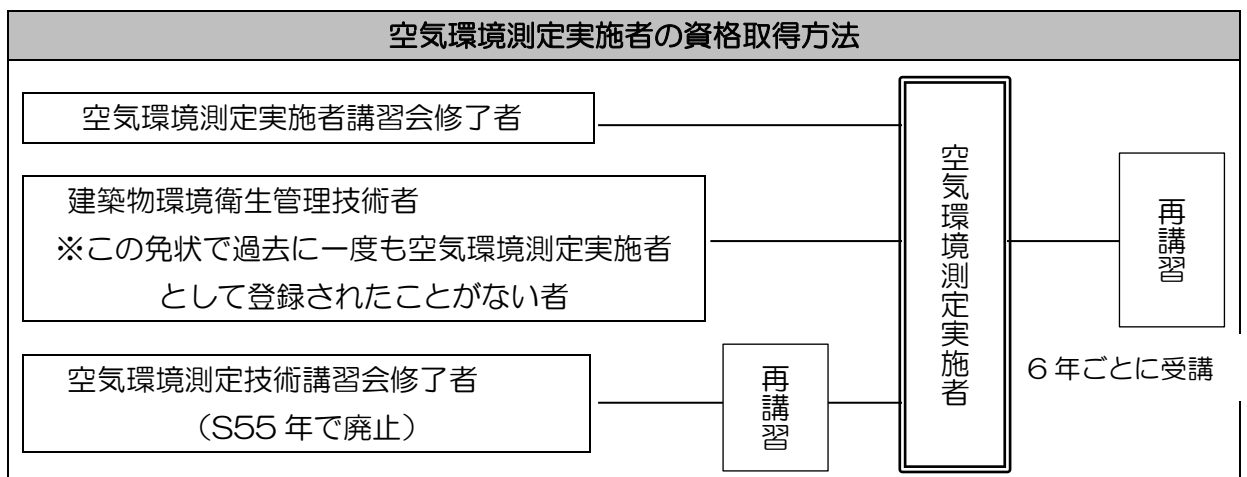 空気環境測定実施者の資格取得方法
空気環境測定実施者講習会修了者
建築物環境衛生管理技術者
※この免状で過去に一度も空気環境測定実施者
として登録されたことがない者
空気環境測定技術講習会修了者
（S55 年で廃止）
再講習
空気環境測定実施者
再講習
6 年ごとに受講